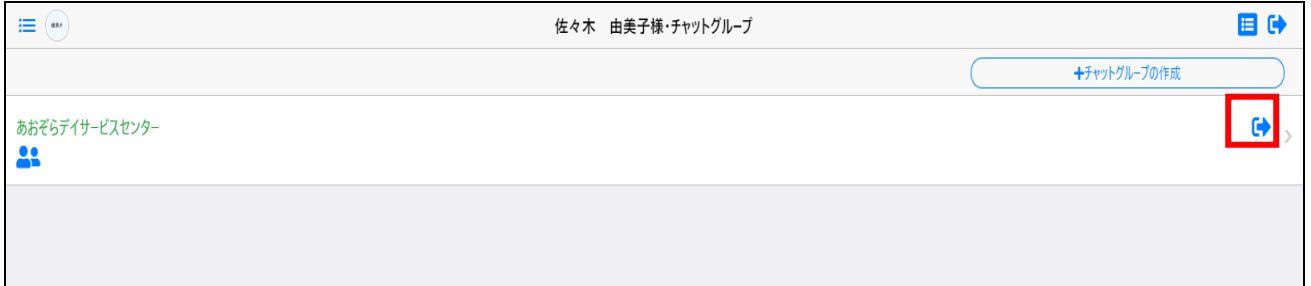 佐々木　由美子様・チャットグループ
+チャットグループの作成
あおぞらデイサービスセンター